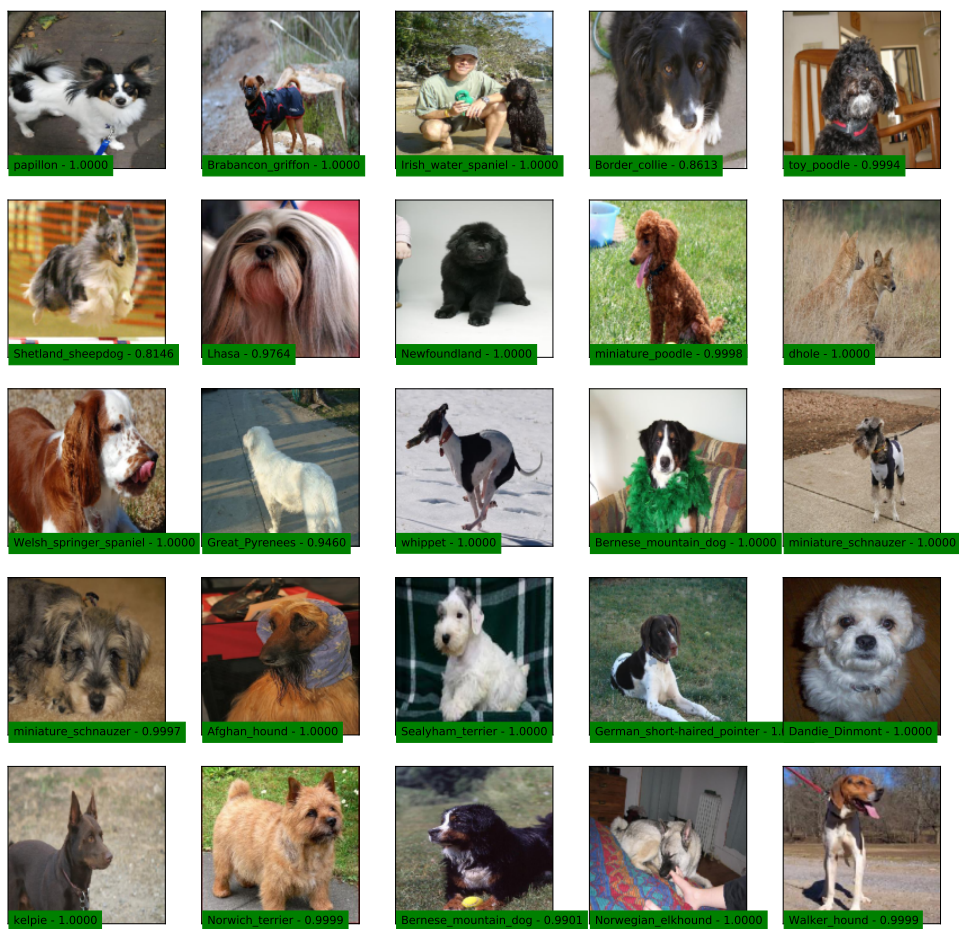 papillon - 1.0000
Brabancon_griffon - 1.0000
Irish_water_spaniel - 1.0000
Border_collie - 0.8613
toy_poodle - 0.9994
Shetland_sheepdog - 0.8146
Lhasa - 0.9764
Newfoundland - 1.0000
miniature_poodle - 0.9998
dhole - 1.0000
Welsh_springer_spaniel - 1.0000
Great_Pyrenees - 0.9460
whippet - 1.0000
Bernese_mountain_dog - 1.0000
miniature_schnauzer - 1.0000
miniature_schnauzer - 0.9997
Afghan_hound - 1.0000
Sealyham_terrier - 1.0000
German_short-haired_pointer - 1.
Dandie_Dinmont - 1.0000
kelpie - 1.0000
Norwich_terrier - 0.9999
Bernese_mountain_dog - 0.9901
Norwegian_elkhound - 1.0000
Walker_hound - 0.9999